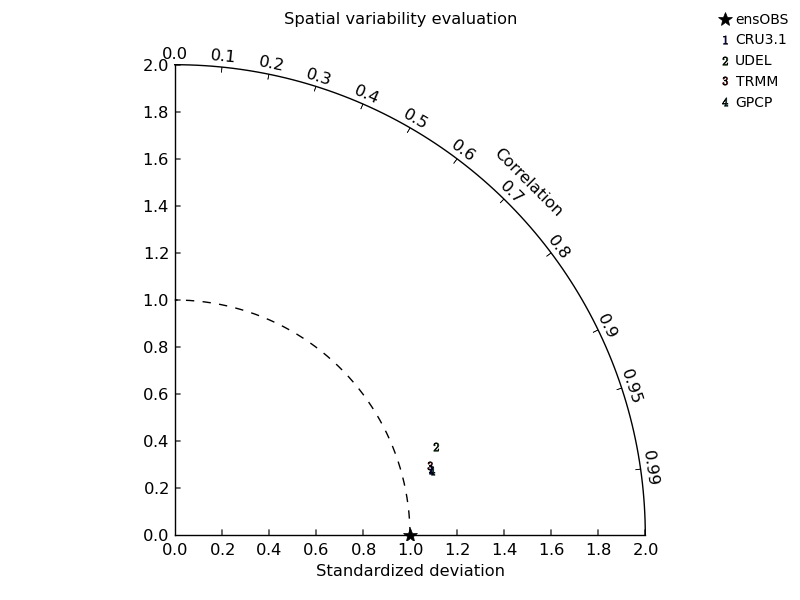 Spatial variability evaluation
ensOBS
1 CRU3.1
2 UDEL
3 TRMM
4 GPCP
0.0 0.1 0.2 0.3 0.4 0.5 0.6 0.7 0.8 0.9 0.95 0.99
Correlation
2.0
1.8
1.6
1.4
1.2
1.0
0.8
0.6
0.4
0.2
0.0
2
3
4
0.0 0.2 0.4 0.6 0.8 1.0 1.2 1.4 1.6 1.8 2.0
Standardized deviation